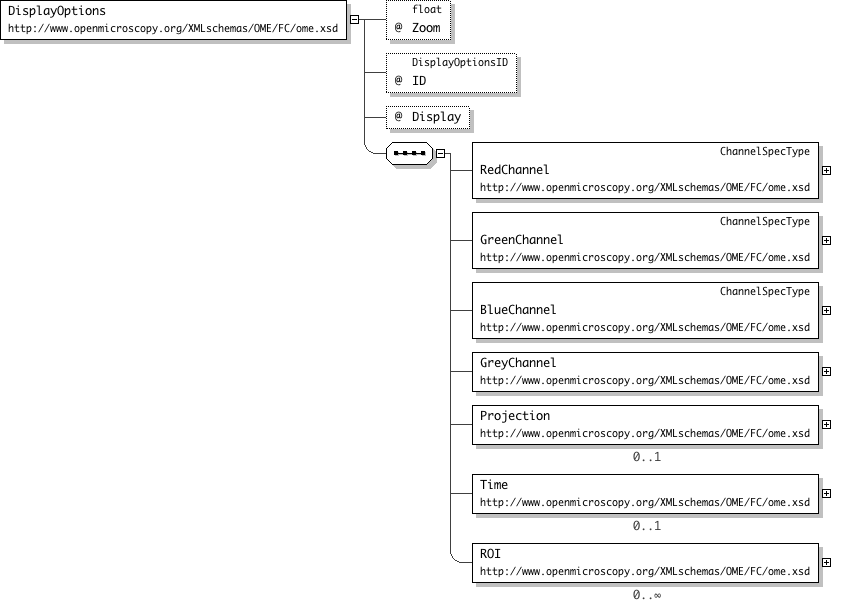 DisplayOptions
http://www.openmicroscopy.org/XMLschemas/OME/FC/ome.xsd
float
@ Zoom
DisplayOptionsID
@ ID
@ Display
ChannelSpecType
RedChannel
http://www.openmicroscopy.org/XMLschemas/OME/FC/ome.xsd
ChannelSpecType
GreenChannel
http://www.openmicroscopy.org/XMLschemas/OME/FC/ome.xsd
ChannelSpecType
BlueChannel
http://www.openmicroscopy.org/XMLschemas/OME/FC/ome.xsd
GreyChannel
http://www.openmicroscopy.org/XMLschemas/OME/FC/ome.xsd
Projection
http://www.openmicroscopy.org/XMLschemas/OME/FC/ome.xsd
0..1
Time
http://www.openmicroscopy.org/XMLschemas/OME/FC/ome.xsd
0..1
ROI
http://www.openmicroscopy.org/XMLschemas/OME/FC/ome.xsd
0..∞